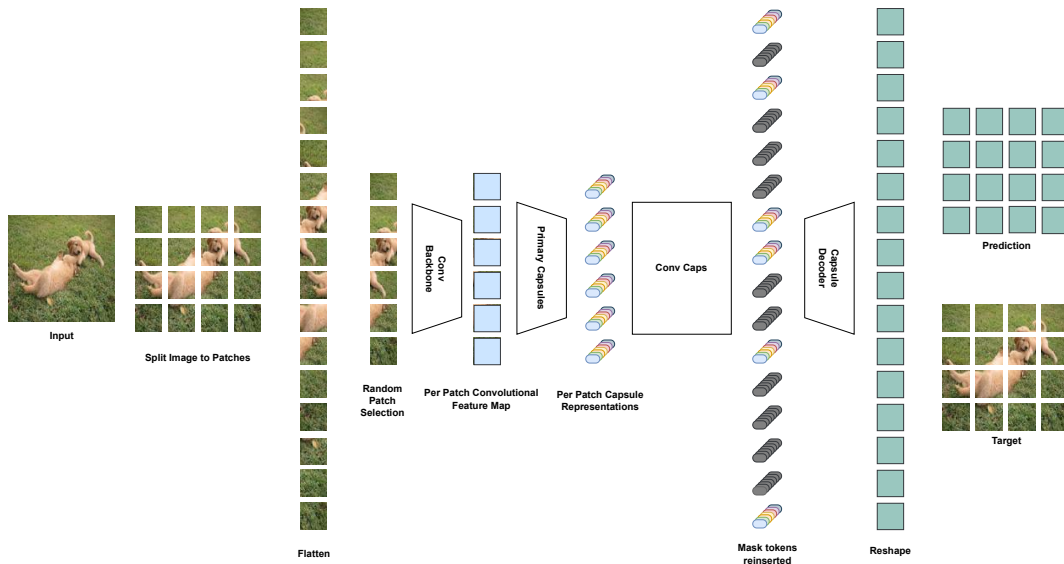 Input
Split Image to Patches
Flatten
Random
Patch
Selection
Conv
Backbone
Per Patch Convolutional
Feature Map
Primary Capsules
Per Patch Capsule
Representations
Conv Caps
Mask tokens
reinserted
Capsule
Decoder
Reshape
Prediction
Target